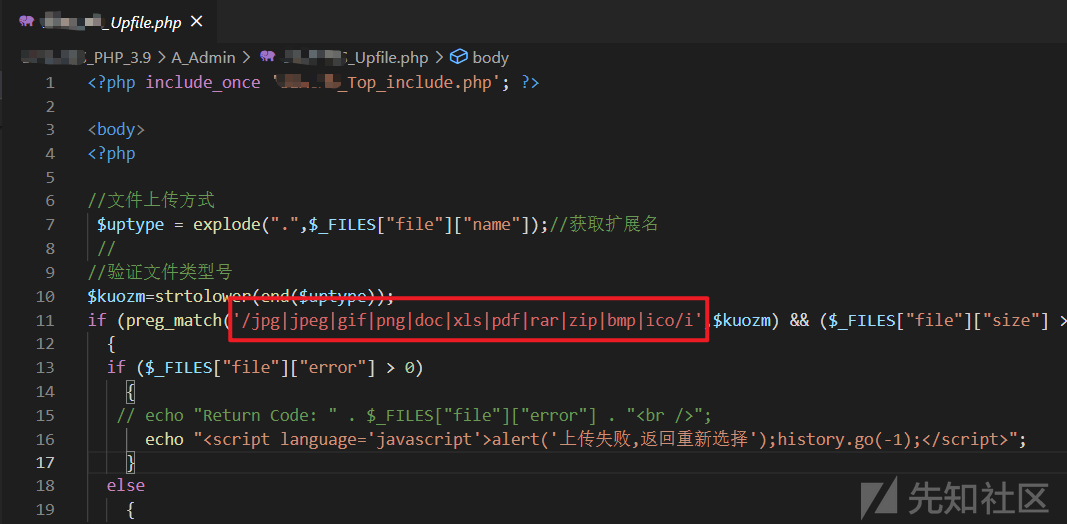 _Upfile.php
_PHP_3.9 > A_Admin > _Upfile.php > body
1 <?php include_once '_Top_include.php'; ?>
2
3 <body>
4 <?php
5
6 //文件上传方式
7 $uptype = explode(".",$_FILES["file"]["name"]);//获取扩展名
8 //
9 //验证文件类型号
10 $kuozm=strtolower(end($uptype));
11 if (preg_match('/jpg|jpeg|gif|png|doc|xls|pdf|rar|zip|bmp|ico/i',$kuozm) && ($_FILES["file"]["size"] >
12 {
13 if ($_FILES["file"]["error"] > 0)
14 {
15 // echo "Return Code: " . $_FILES["file"]["error"] . "<br />";
16 echo "<script language='javascript'>alert('上传失败,返回重新选择');history.go(-1);</script>";
17 }
18 else
19 {
先知社区